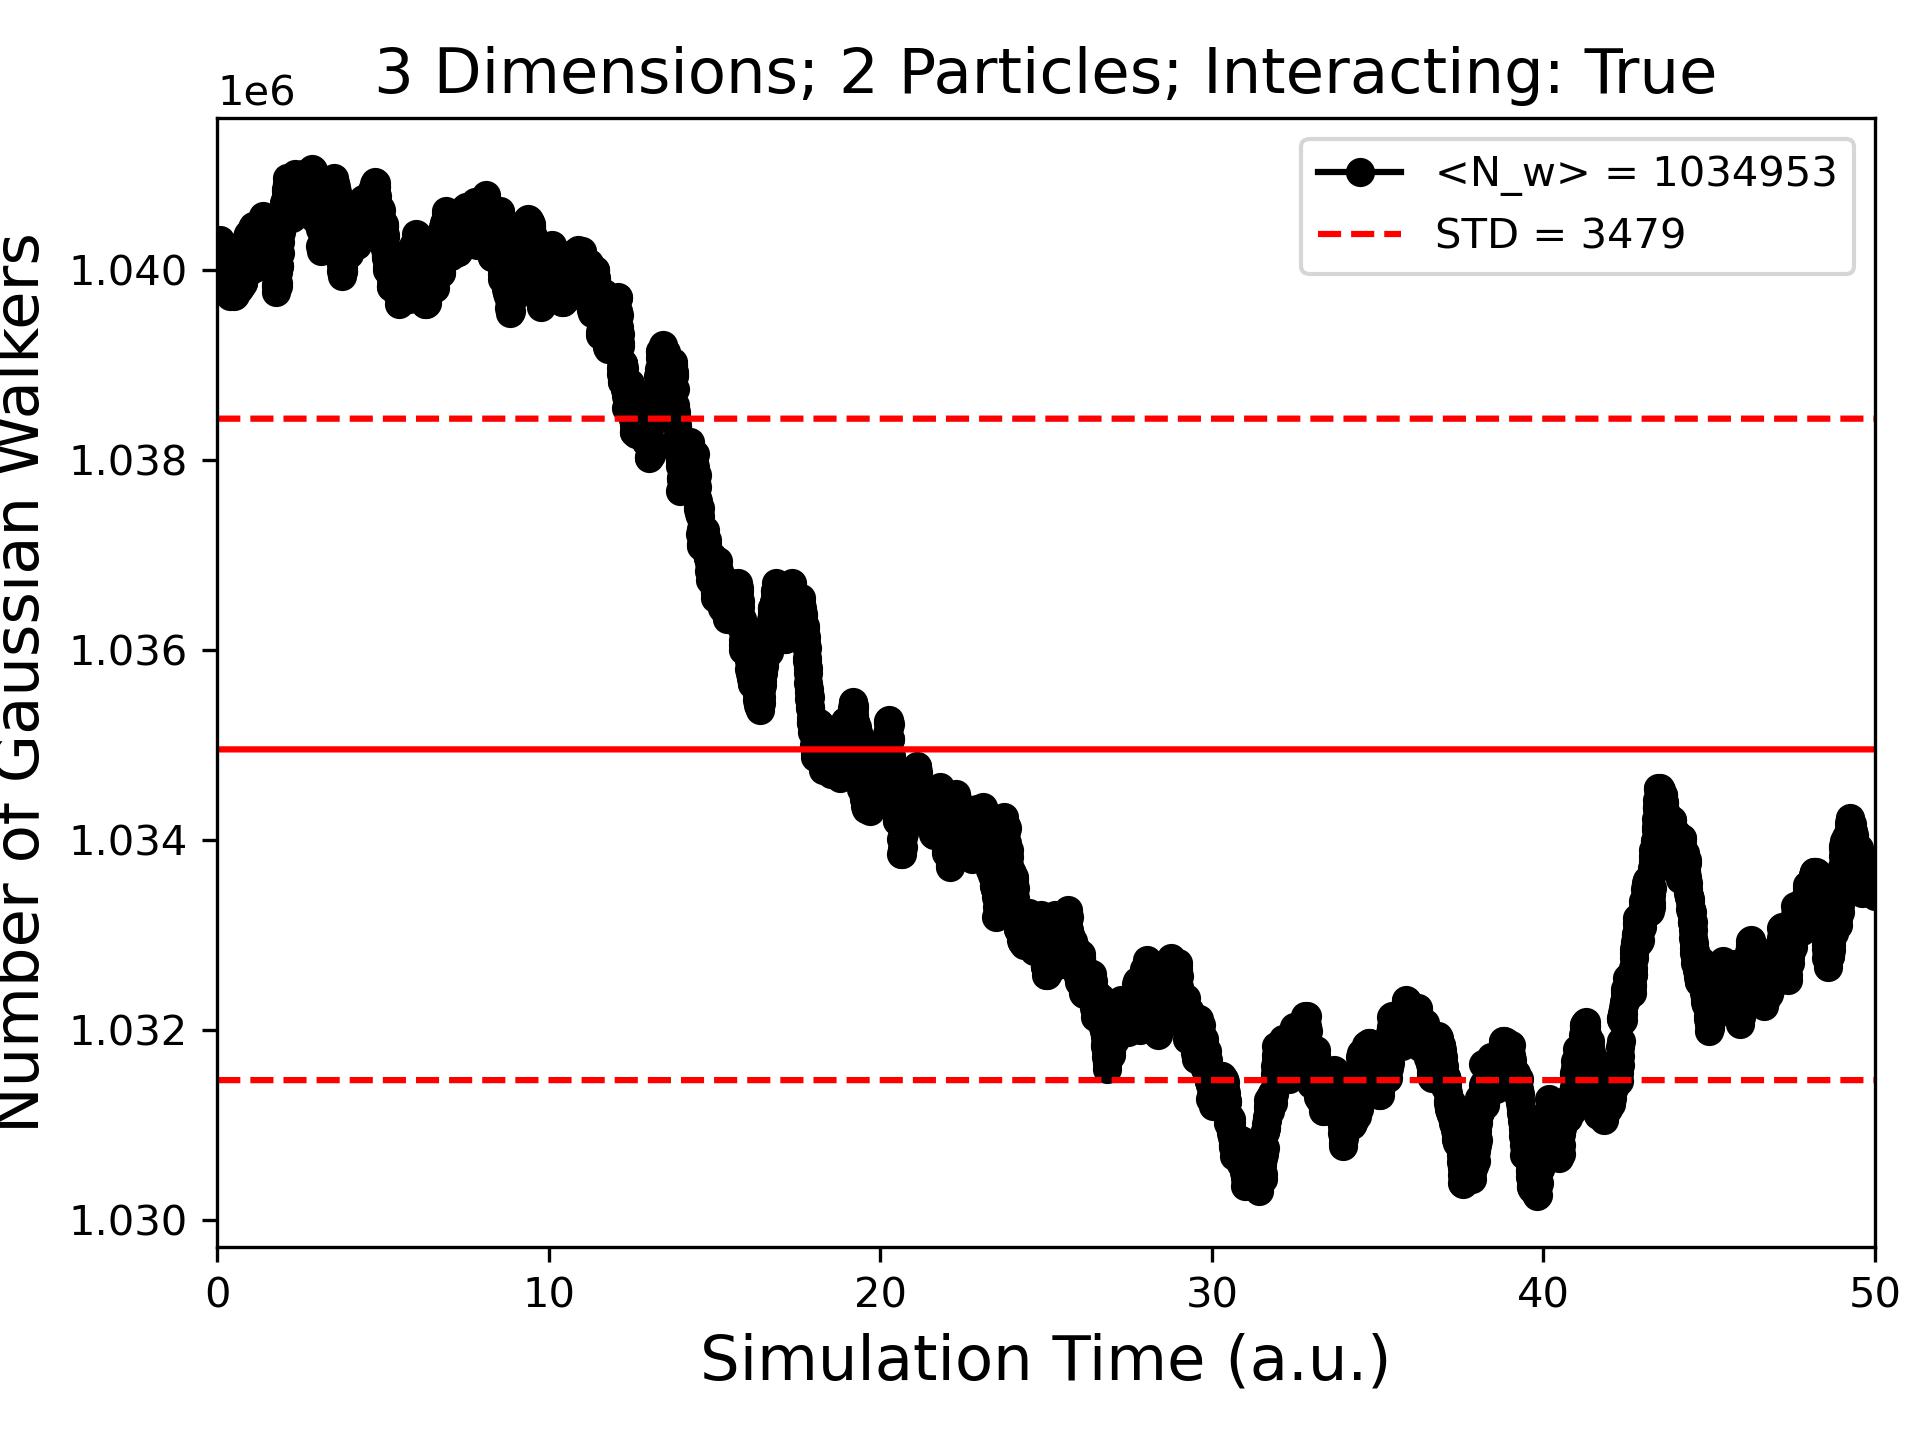 3 Dimensions; 2 Particles; Interacting: True
1e6
<N_w> = 1034953
STD = 3479
Number of Gaussian Walkers
1.040
1.038
1.036
1.034
1.032
1.030
0 10 20 30 40 50
Simulation Time (a.u.)